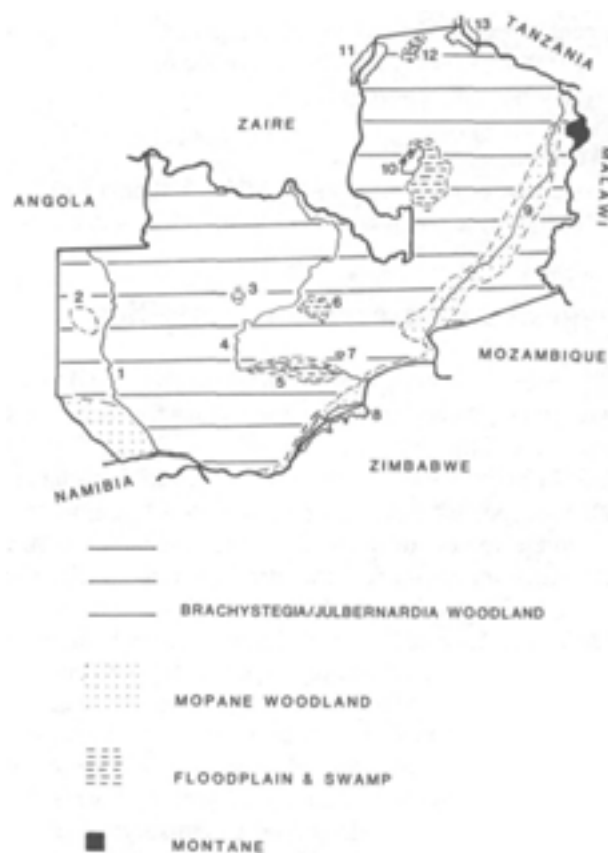 TANZANIA
13
11
12
ZAIRE
10
MALAWI
ANGOLA
9
3
2
6
4
7
MOZAMBIQUE
1
5
8
ZIMBABWE
NAMIBIA
BRACHYSTEGIA/JULBERNARDIA WOODLAND
MOPANE WOODLAND
FLOODPLAIN & SWAMP
MONTANE